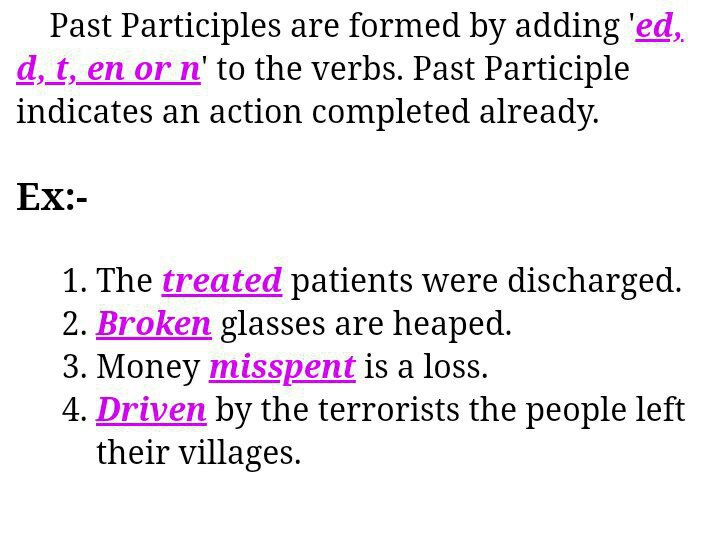 Past Participles are formed by adding 'ed,
d, t, en or n' to the verbs. Past Participle
indicates an action completed already.
Ex:-
1. The treated patients were discharged.
2. Broken glasses are heaped.
3. Money misspent is a loss.
4. Driven by the terrorists the people left
their villages.